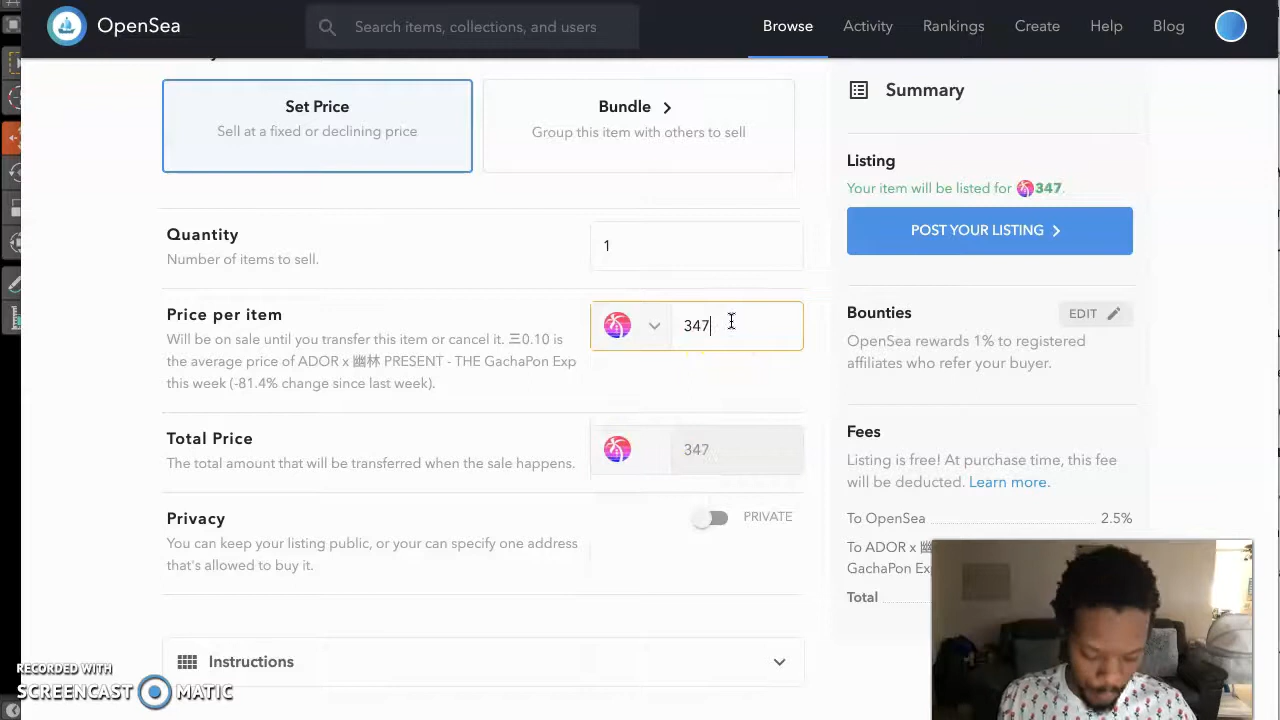 OpenSea
Search items, collections, and users
Browse
Activity
Rankings
Create
Help
Blog
Set Price
Sell at a fixed or declining price
Bundle
Group this item with others to sell
Quantity
Number of items to sell.
1
Price per item
Will be on sale until you transfer this item or cancel it. Ξ0.10 is
the average price of ADOR x 幽林 PRESENT - THE GachaPon Exp
this week (-81.4% change since last week).
347
Total Price
The total amount that will be transferred when the sale happens.
347
Privacy
You can keep your listing public, or your can specify one address
that's allowed to buy it.
PRIVATE
Instructions
Summary
Listing
Your item will be listed for 347.
POST YOUR LISTING
Bounties
EDIT
OpenSea rewards 1% to registered
affiliates who refer your buyer.
Fees
Listing is free! At purchase time, this fee
will be deducted. Learn more.
To OpenSea 2.5%
To ADOR x
GachaPon
Total
RECORDED WITH
SCREENCAST MATIC